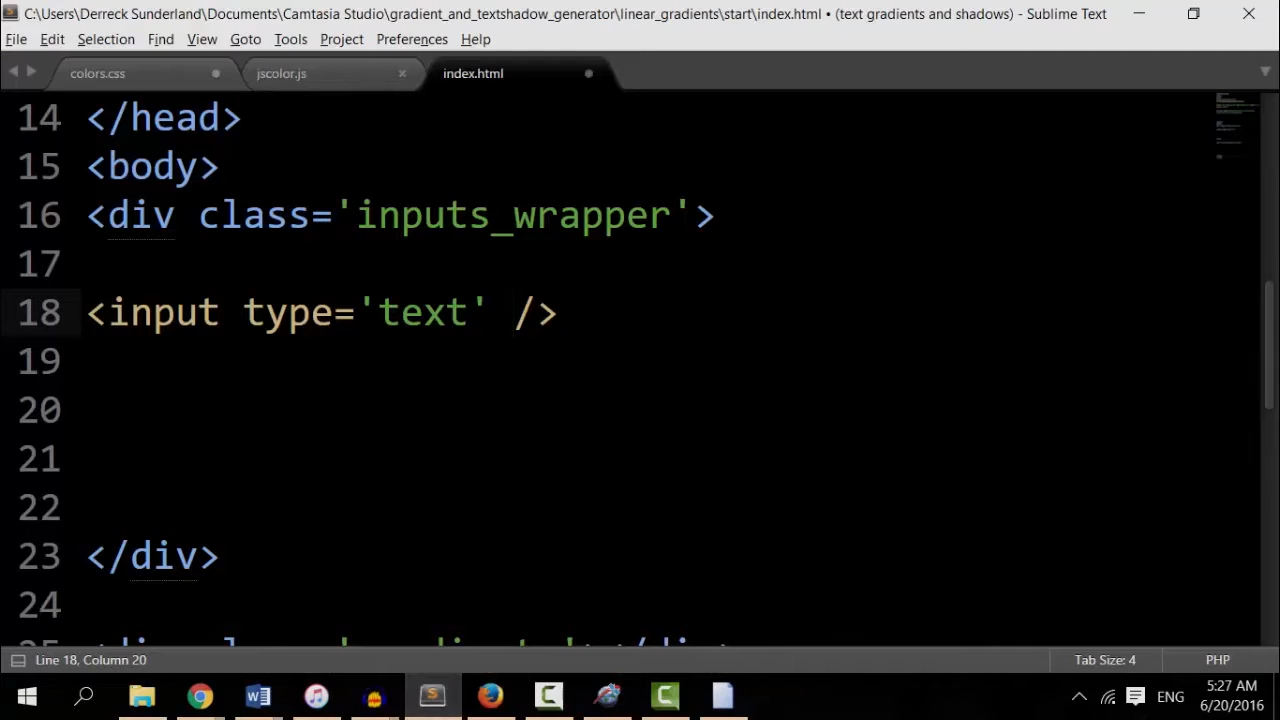 C:\Users\Derreck Sunderland\Documents\Camtasia Studio\gradient_and_textshadow_generator\linear_gradients\start\index.html • (text gradients and shadows) - Sublime Text
File Edit Selection Find View Goto Tools Project Preferences Help
colors.css jscolor.js index.html
14 </head>
15 <body>
16 <div class='inputs_wrapper'>
17
18 <input type='text' />
19
20
21
22
23 </div>
24
Line 18, Column 20 Tab Size: 4 PHP
ENG 5:27 AM
6/20/2016